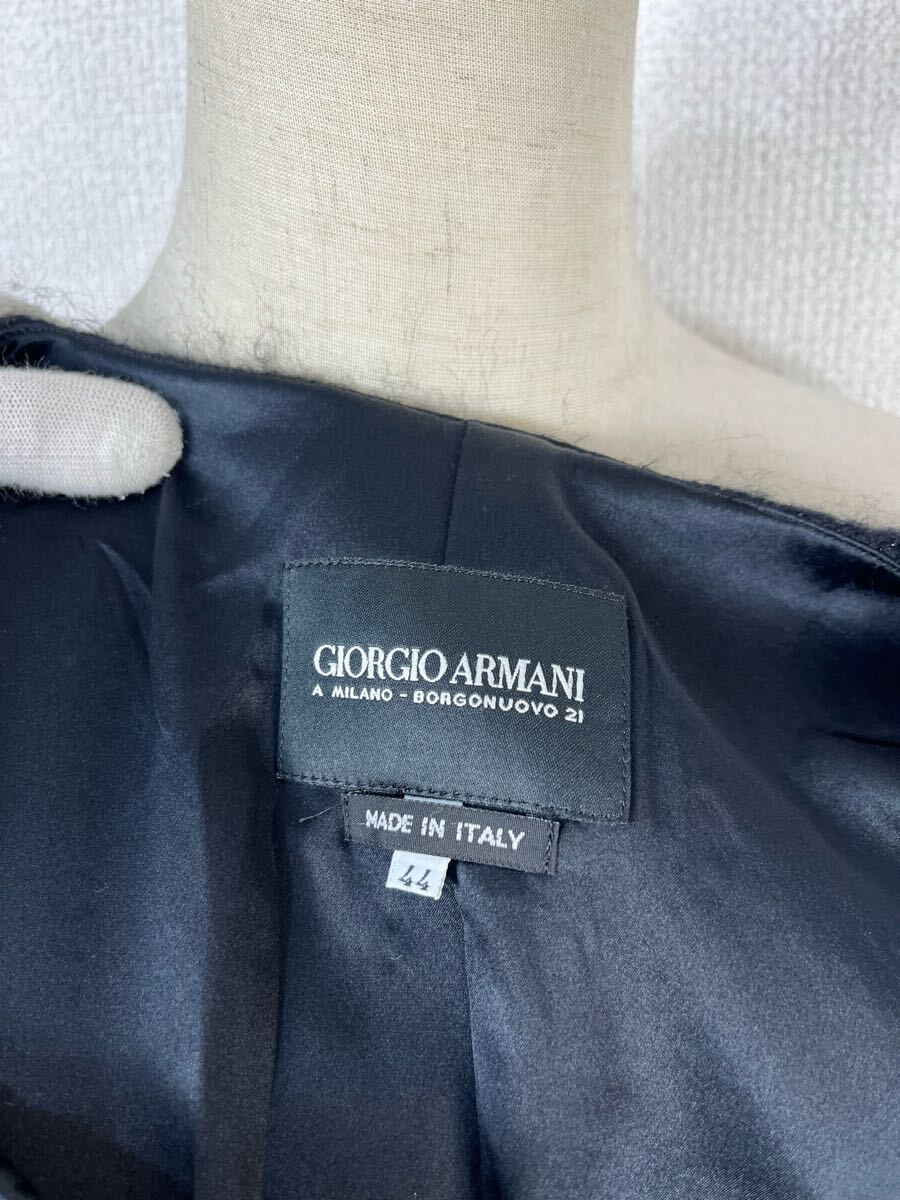 GIORGIO ARMANI
A MILANO - BORGONUOVO 21
MADE IN ITALY
44